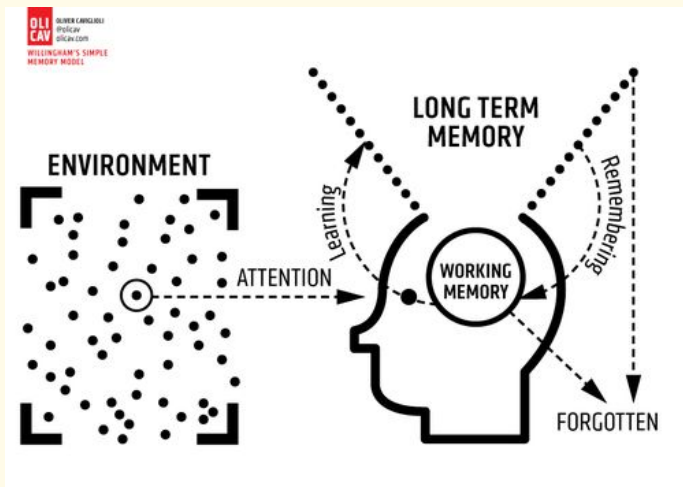 OLI
CAV
OLIVER CAVIGLIOLI
@olicav
olicav.com
WILLINGHAM'S SIMPLE
MEMORY MODEL
ENVIRONMENT
LONG TERM
MEMORY
Learning
Remembering
ATTENTION
WORKING
MEMORY
FORGOTTEN